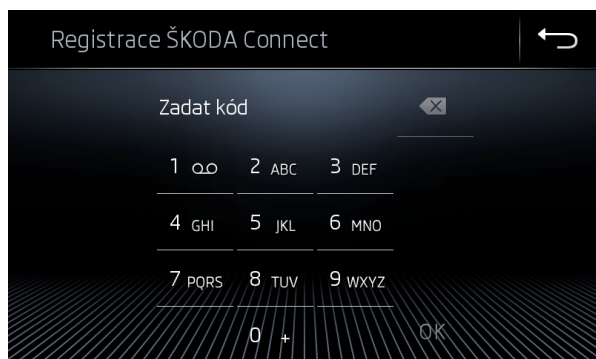 Registrace ŠKODA Connect
Zadat kód
1 2 ABC 3 DEF
4 GHI 5 JKL 6 MNO
7 PQRS 8 TUV 9 WXYZ
0 + OK